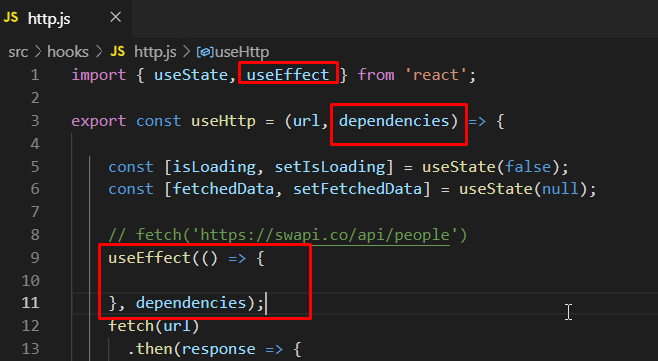 JS http.js ×
src > hooks > JS http.js > useHttp
1 import { useState, useEffect } from 'react';
2
3 export const useHttp = (url, dependencies) => {
4
5 const [isLoading, setIsLoading] = useState(false);
6 const [fetchedData, setFetchedData] = useState(null);
7
8 // fetch('https://swapi.co/api/people')
9 useEffect(() => {
10
11 }, dependencies);
12 fetch(url)
13 .then(response => {